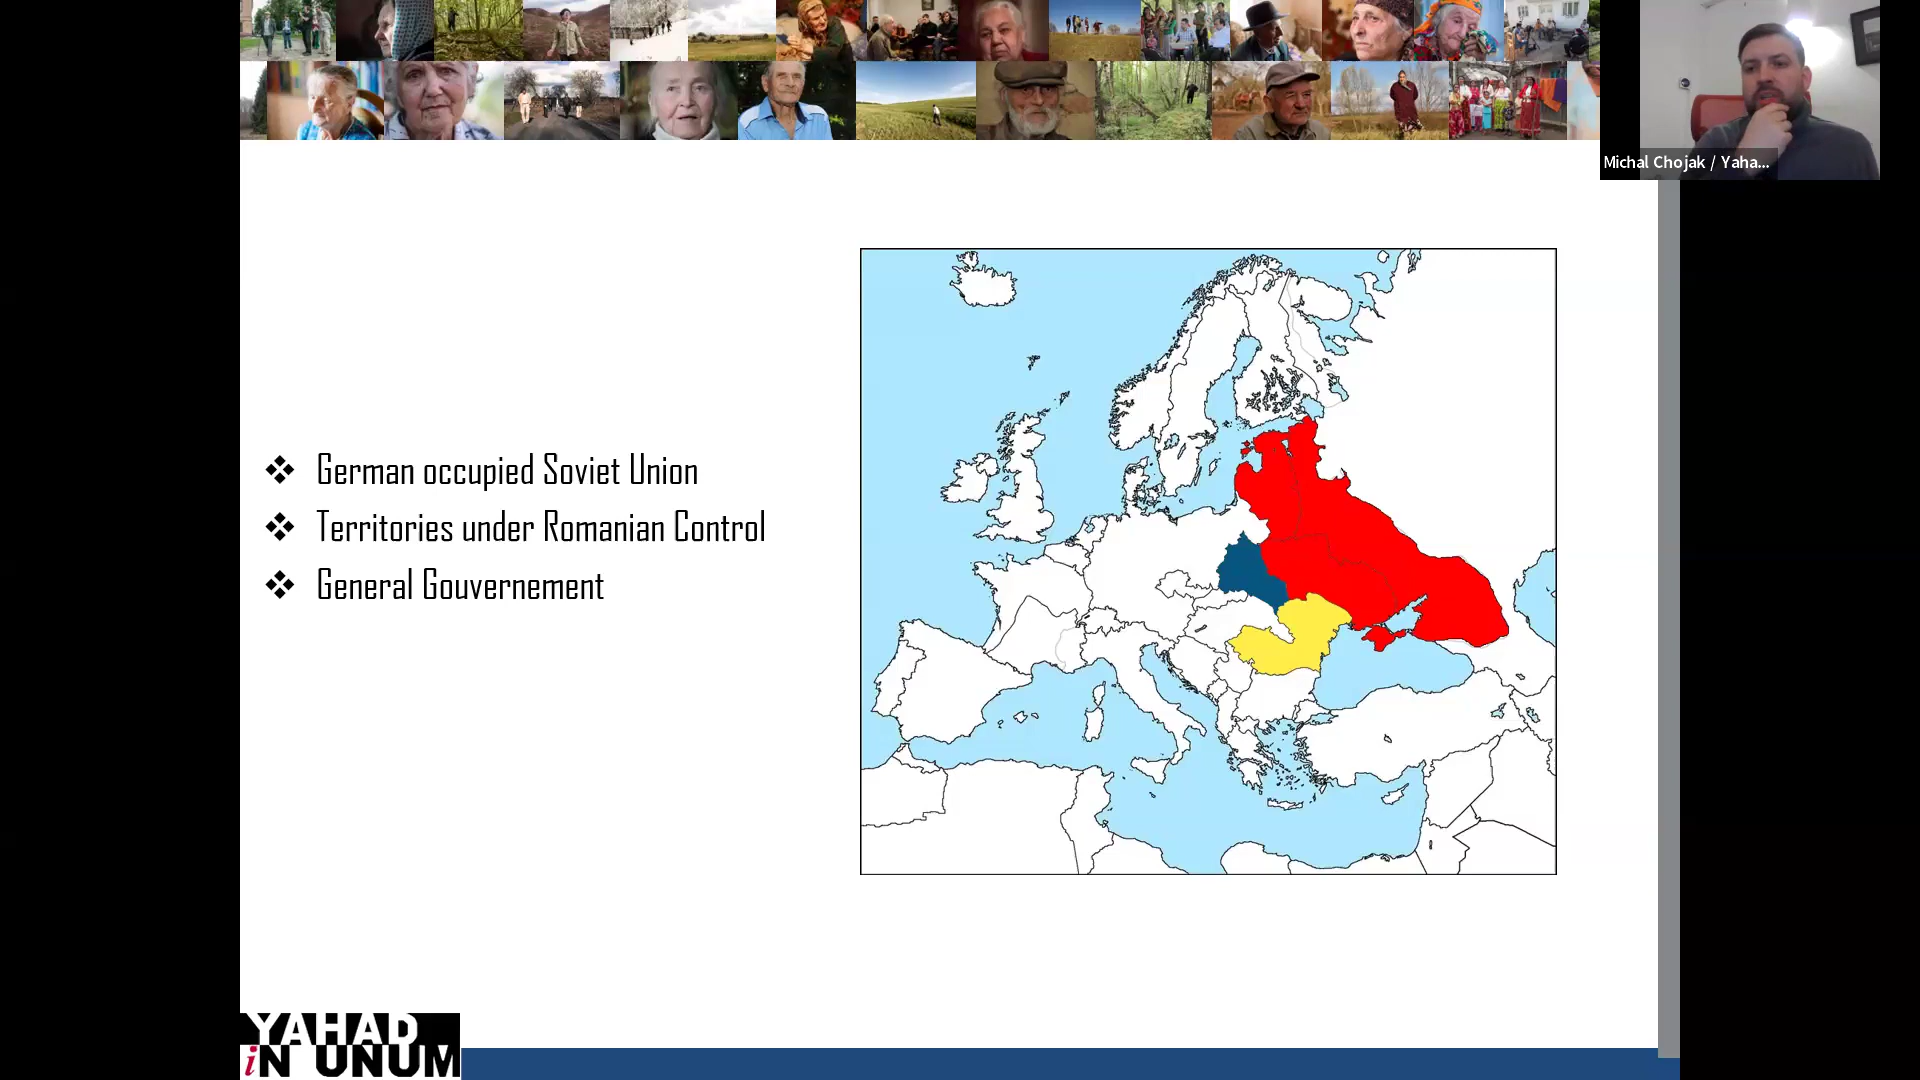 Michal Chojak / Yaha...
German occupied Soviet Union
Territories under Romanian Control
General Gouvernement
YAHAD
iN UNUM